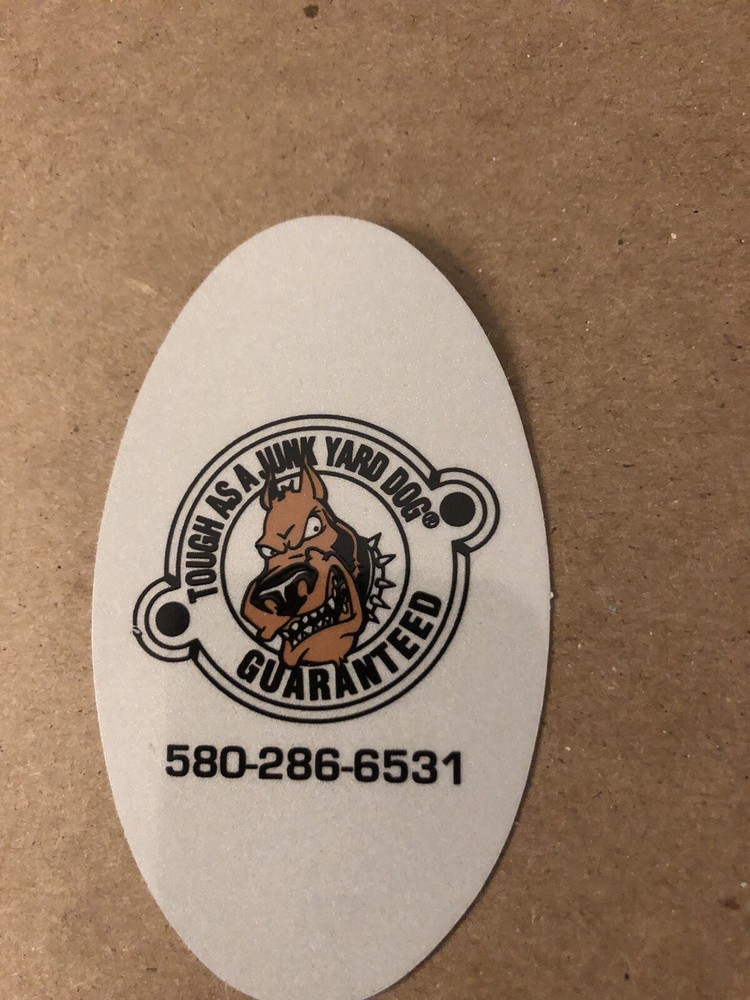 TOUGH AS A JUNK YARD DOG®
GUARANTEED
580-286-6531